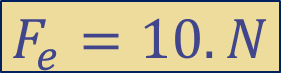 Fₑ = 10. N